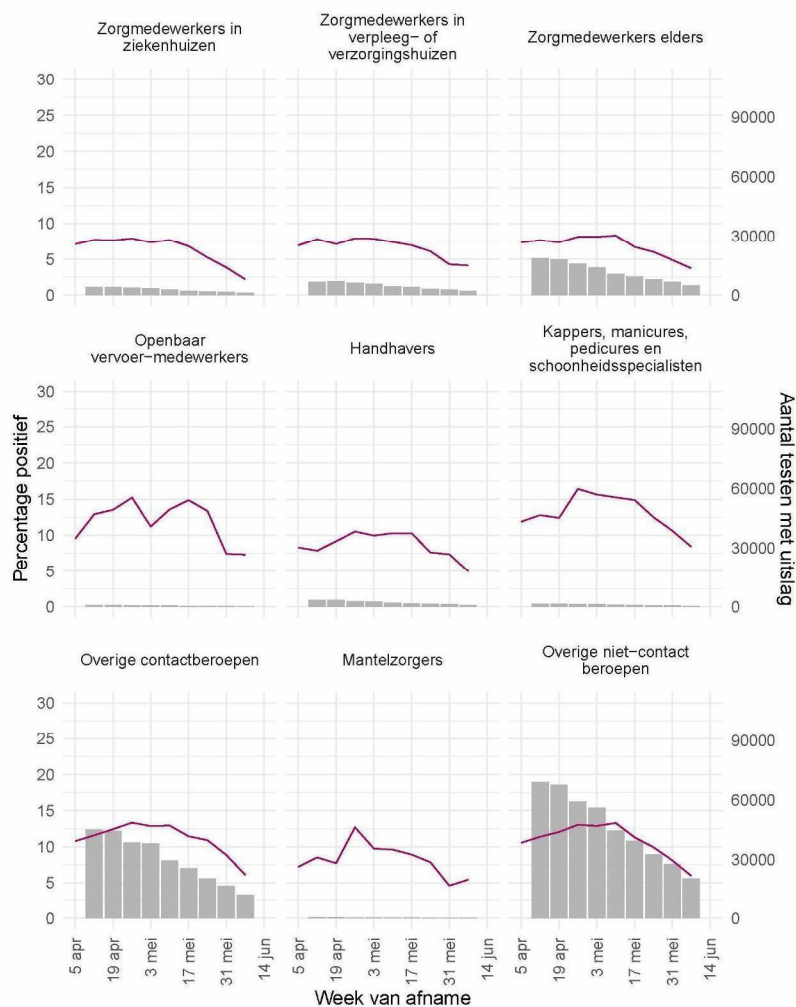 Zorgmedewerkers in
ziekenhuizen
Zorgmedewerkers in
verpleeg- of
verzorgingshuizen
Zorgmedewerkers elders
30
25
20
15
10
5
0
90000
60000
30000
0
Openbaar
vervoer-medewerkers
Handhavers
Kappers, manicures,
pedicures en
schoonheidsspecialisten
Percentage positief
30
25
20
15
10
5
0
90000
60000
30000
0
Aantal testen met uitslag
Overige contactberoepen
Mantelzorgers
Overige niet-contact
beroepen
30
25
20
15
10
5
0
90000
60000
30000
0
5 apr
19 apr
3 mei
17 mei
31 mei
14 jun
5 apr
19 apr
3 mei
17 mei
31 mei
14 jun
5 apr
19 apr
3 mei
17 mei
31 mei
14 jun
Week van afname